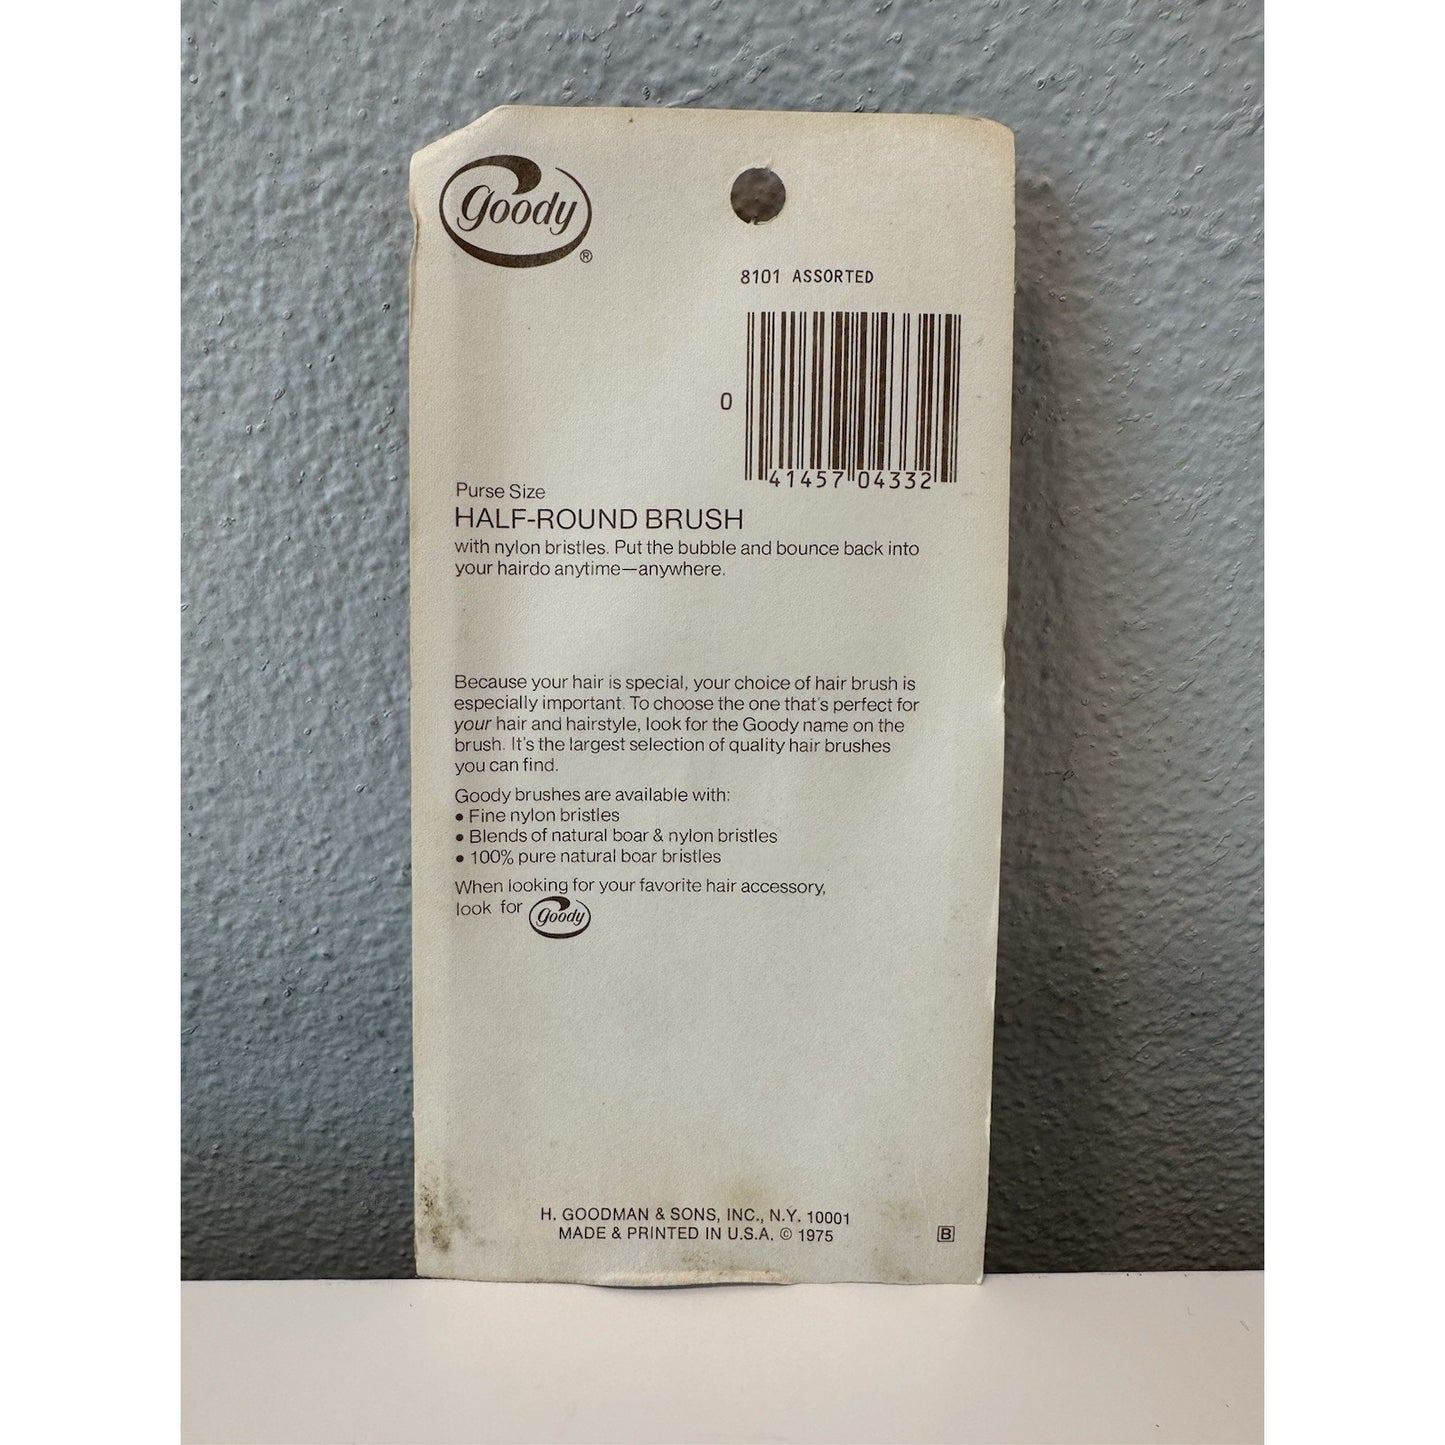 goody®
8101 ASSORTED
0 41457 04332
Purse Size
HALF-ROUND BRUSH
with nylon bristles. Put the bubble and bounce back into
your hairdo anytime—anywhere.
Because your hair is special, your choice of hair brush is
especially important. To choose the one that's perfect for
your hair and hairstyle, look for the Goody name on the
brush. It's the largest selection of quality hair brushes
you can find.
Goody brushes are available with:
• Fine nylon bristles
• Blends of natural boar & nylon bristles
• 100% pure natural boar bristles
When looking for your favorite hair accessory,
look for goody
H. GOODMAN & SONS, INC., N.Y. 10001
MADE & PRINTED IN U.S.A. © 1975
B